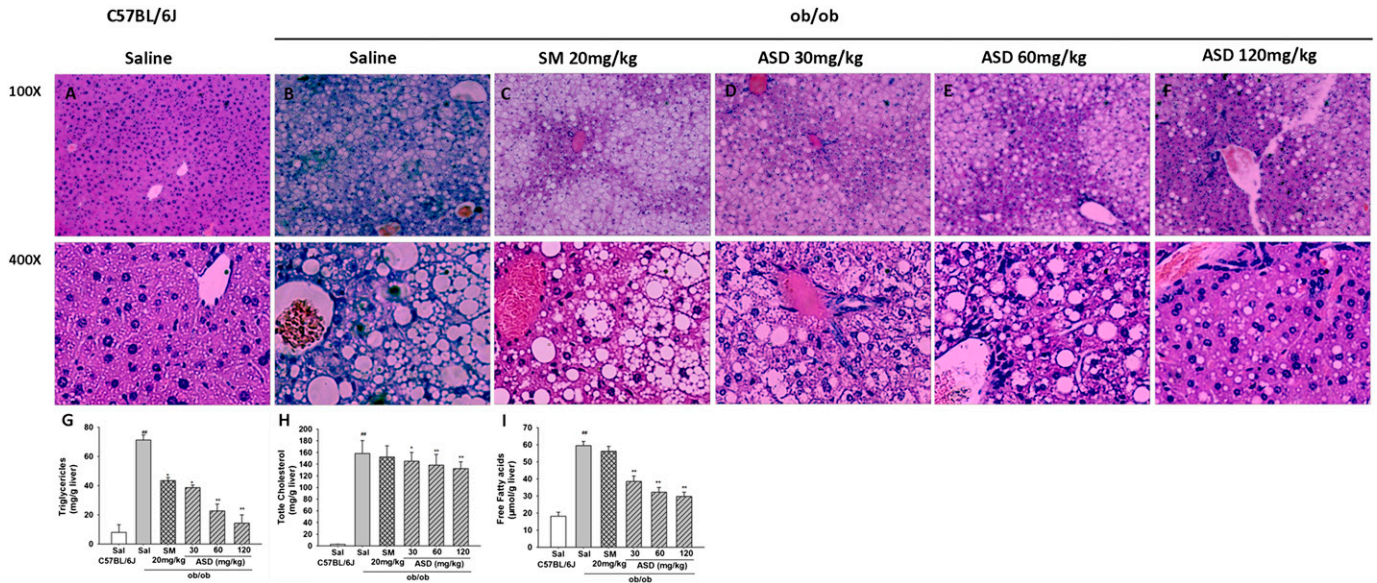 C57BL/6J ob/ob
Saline Saline SM 20mg/kg ASD 30mg/kg ASD 60mg/kg ASD 120mg/kg
100X A B C D E F
400X
G H I
Triglycericles
(mg/g liver)
80
60
40
20
0
##
*
*
**
**
Sal Sal SM 30 60 120
C57BL/6J 20mg/kg ASD (mg/kg)
ob/ob
Totle Cholesterol
(mg/g liver)
200
180
160
140
120
100
80
60
40
20
0
##
*
**
**
Sal Sal SM 30 60 120
C57BL/6J 20mg/kg ASD (mg/kg)
ob/ob
Free Fatty acids
(μmol/g liver)
70
60
50
40
30
20
10
0
##
**
**
**
Sal Sal SM 30 60 120
C57BL/6J 20mg/kg ASD (mg/kg)
ob/ob